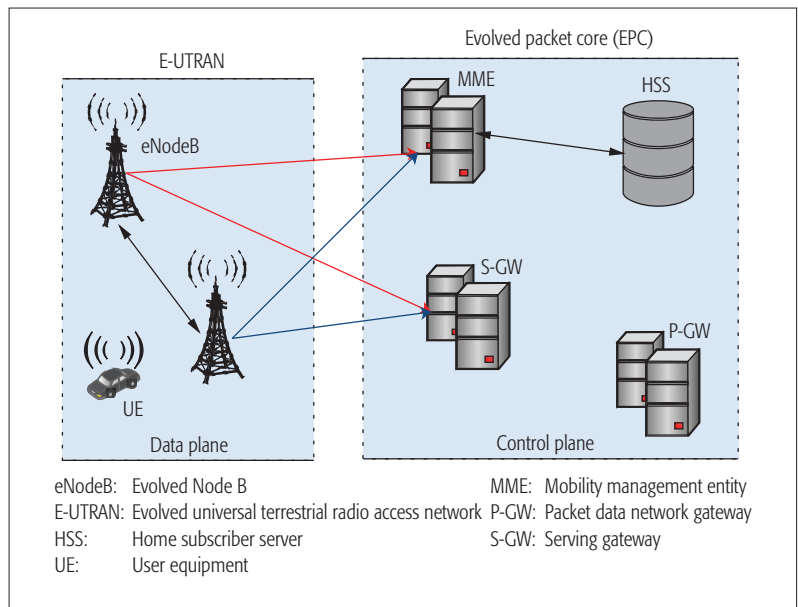 Evolved packet core (EPC)
E-UTRAN
MME
HSS
eNodeB
S-GW
P-GW
UE
Data plane
Control plane
eNodeB: Evolved Node B
E-UTRAN: Evolved universal terrestrial radio access network
HSS: Home subscriber server
UE: User equipment
MME: Mobility management entity
P-GW: Packet data network gateway
S-GW: Serving gateway